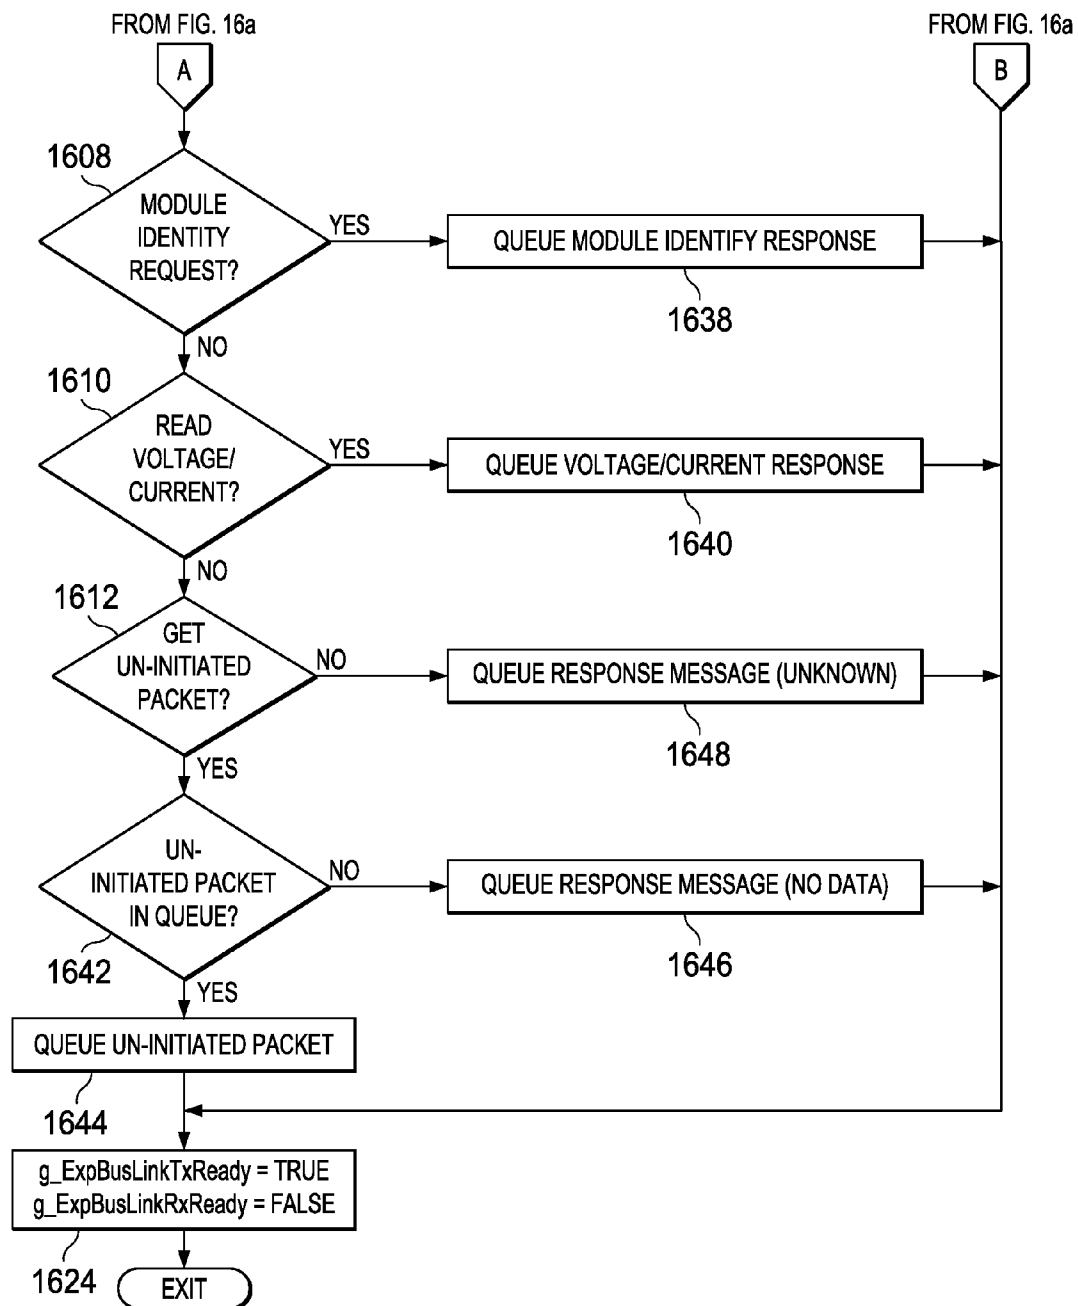 FROM FIG. 16a
FROM FIG. 16a
A
B
1608
MODULE
IDENTITY
REQUEST?
YES
QUEUE MODULE IDENTIFY RESPONSE
1638
NO
1610
READ
VOLTAGE/
CURRENT?
YES
QUEUE VOLTAGE/CURRENT RESPONSE
1640
NO
1612
GET
UN-INITIATED
PACKET?
NO
QUEUE RESPONSE MESSAGE (UNKNOWN)
1648
YES
UN-
INITIATED PACKET
IN QUEUE?
NO
QUEUE RESPONSE MESSAGE (NO DATA)
1646
1642
YES
QUEUE UN-INITIATED PACKET
1644
g_ExpBusLinkTxReady = TRUE
g_ExpBusLinkRxReady = FALSE
1624
EXIT